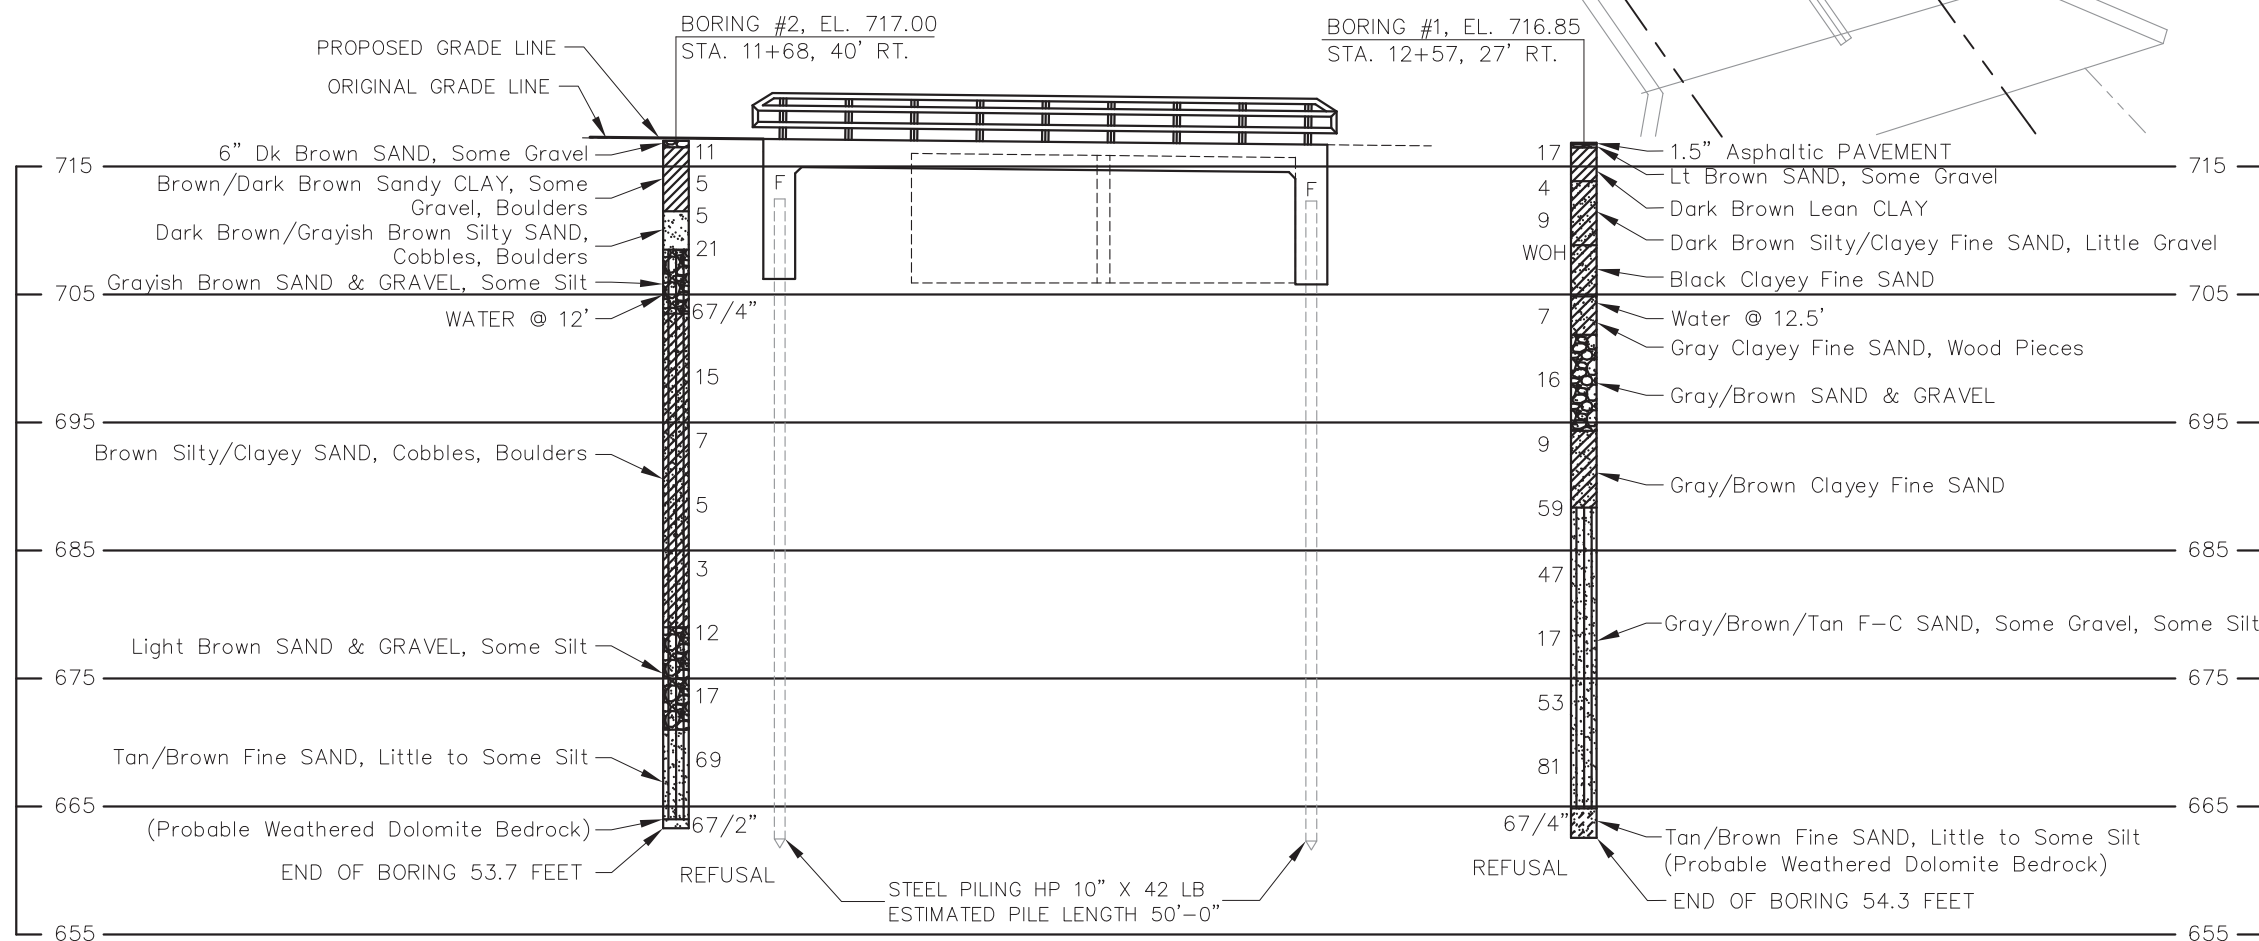 BORING #2, EL. 717.00
STA. 11+68, 40' RT.
BORING #1, EL. 716.85
STA. 12+57, 27' RT.
PROPOSED GRADE LINE
ORIGINAL GRADE LINE
6" Dk Brown SAND, Some Gravel
Brown/Dark Brown Sandy CLAY, Some
Gravel, Boulders
Dark Brown/Grayish Brown Silty SAND,
Cobbles, Boulders
Grayish Brown SAND & GRAVEL, Some Silt
WATER @ 12'
Brown Silty/Clayey SAND, Cobbles, Boulders
Light Brown SAND & GRAVEL, Some Silt
Tan/Brown Fine SAND, Little to Some Silt
(Probable Weathered Dolomite Bedrock)
END OF BORING 53.7 FEET
715
705
695
685
675
665
655
11
5
5
21
67/4"
15
7
5
3
12
17
69
67/2"
REFUSAL
F
F
STEEL PILING HP 10" X 42 LB
ESTIMATED PILE LENGTH 50'-0"
17
4
9
WOH
7
16
9
59
47
17
53
81
67/4"
REFUSAL
1.5" Asphaltic PAVEMENT
Lt Brown SAND, Some Gravel
Dark Brown Lean CLAY
Dark Brown Silty/Clayey Fine SAND, Little Gravel
Black Clayey Fine SAND
Water @ 12.5'
Gray Clayey Fine SAND, Wood Pieces
Gray/Brown SAND & GRAVEL
Gray/Brown Clayey Fine SAND
Gray/Brown/Tan F-C SAND, Some Gravel, Some Silt
Tan/Brown Fine SAND, Little to Some Silt
(Probable Weathered Dolomite Bedrock)
END OF BORING 54.3 FEET
715
705
695
685
675
665
655